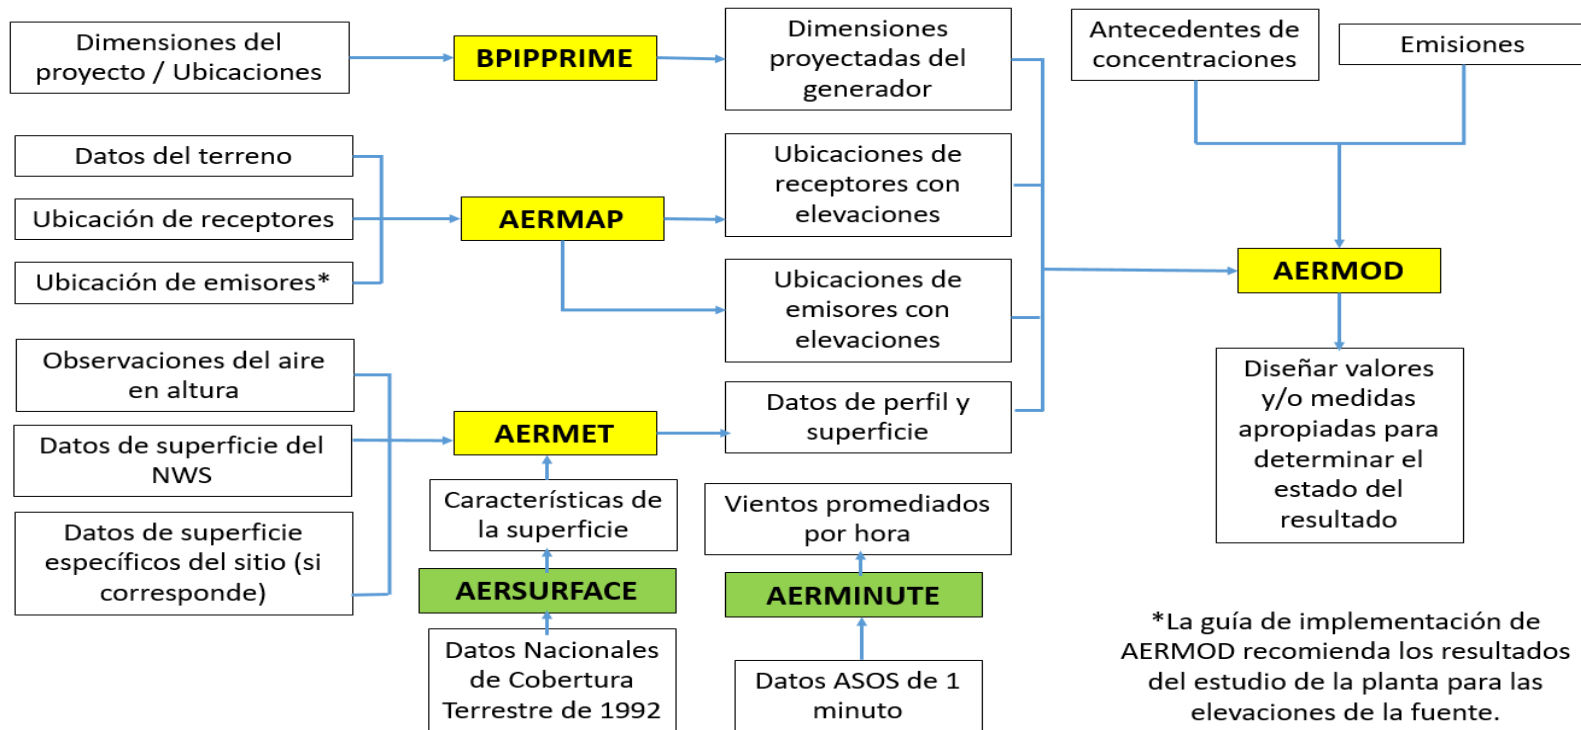 Dimensiones del
proyecto / Ubicaciones
BPIPPRIME
Dimensiones
proyectadas del
generador
Antecedentes de
concentraciones
Emisiones
Datos del terreno
Ubicación de receptores
Ubicación de emisores*
AERMAP
Ubicaciones de
receptores con
elevaciones
Ubicaciones de
emisores con
elevaciones
AERMOD
Observaciones del aire
en altura
Datos de superficie del
NWS
Datos de superficie
específicos del sitio (si
corresponde)
AERMET
Datos de perfil y
superficie
Diseñar valores
y/o medidas
apropiadas para
determinar el
estado del
resultado
Características de
la superficie
Vientos promediados
por hora
AERSURFACE
AERMINUTE
Datos Nacionales
de Cobertura
Terrestre de 1992
Datos ASOS de 1
minuto
*La guía de implementación de
AERMOD recomienda los resultados
del estudio de la planta para las
elevaciones de la fuente.